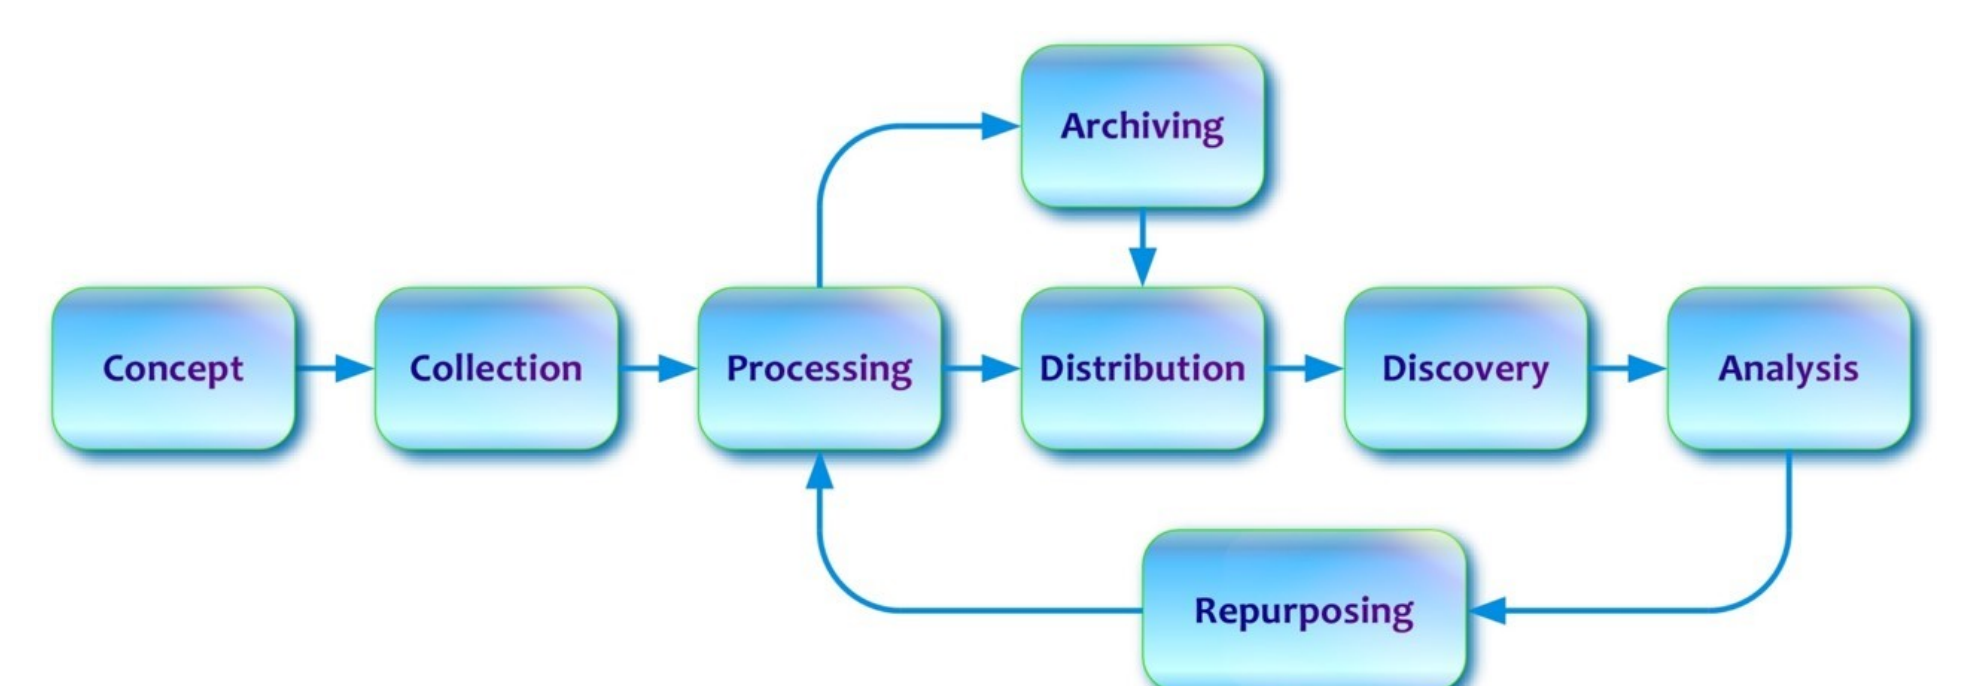 Archiving
Concept
Collection
Processing
Distribution
Discovery
Analysis
Repurposing